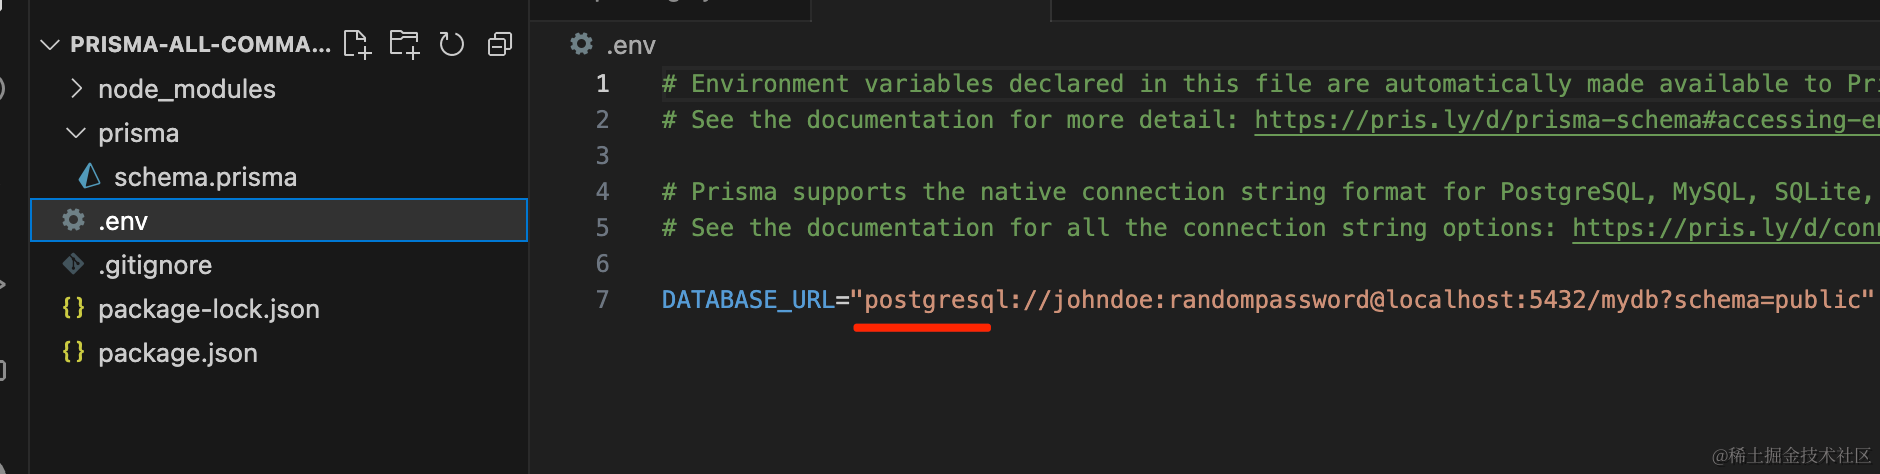 PRISMA-ALL-COMMA...
node_modules
prisma
schema.prisma
.env
.gitignore
{} package-lock.json
{} package.json
.env
1 # Environment variables declared in this file are automatically made available to Pri
2 # See the documentation for more detail: https://pris.ly/d/prisma-schema#accessing-en
3
4 # Prisma supports the native connection string format for PostgreSQL, MySQL, SQLite,
5 # See the documentation for all the connection string options: https://pris.ly/d/conn
6
7 DATABASE_URL="postgresql://johndoe:randompassword@localhost:5432/mydb?schema=public"
@稀土掘金技术社区